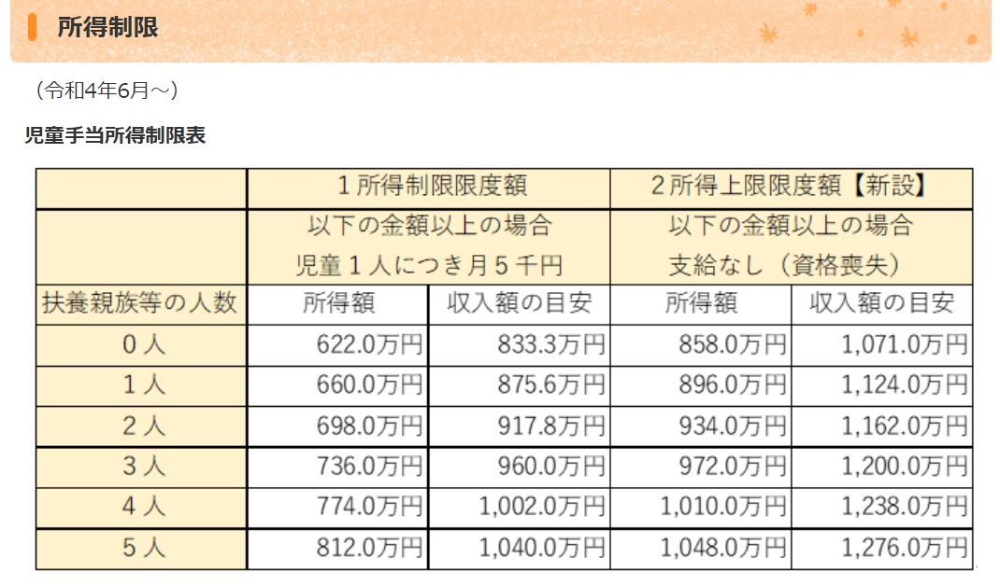 所得制限
（令和4年6月～）
児童手当所得制限表
1所得制限限度額 2所得上限限度額【新設】
以下の金額以上の場合 以下の金額以上の場合
児童1人につき月5千円 支給なし（資格喪失）
扶養親族等の人数 所得額 収入額の目安 所得額 収入額の目安
0人 622.0万円 833.3万円 858.0万円 1,071.0万円
1人 660.0万円 875.6万円 896.0万円 1,124.0万円
2人 698.0万円 917.8万円 934.0万円 1,162.0万円
3人 736.0万円 960.0万円 972.0万円 1,200.0万円
4人 774.0万円 1,002.0万円 1,010.0万円 1,238.0万円
5人 812.0万円 1,040.0万円 1,048.0万円 1,276.0万円